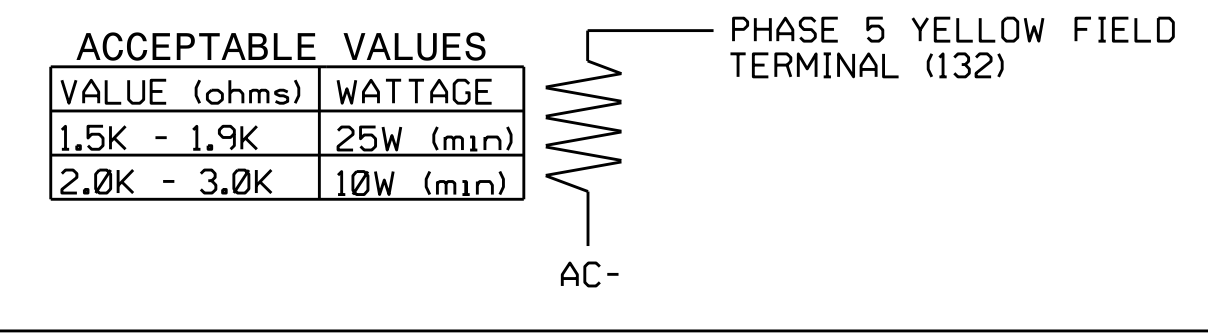 ACCEPTABLE VALUES
VALUE (ohms) WATTAGE
1.5K - 1.9K 25W (min)
2.0K - 3.0K 10W (min)
PHASE 5 YELLOW FIELD
TERMINAL (132)
AC-